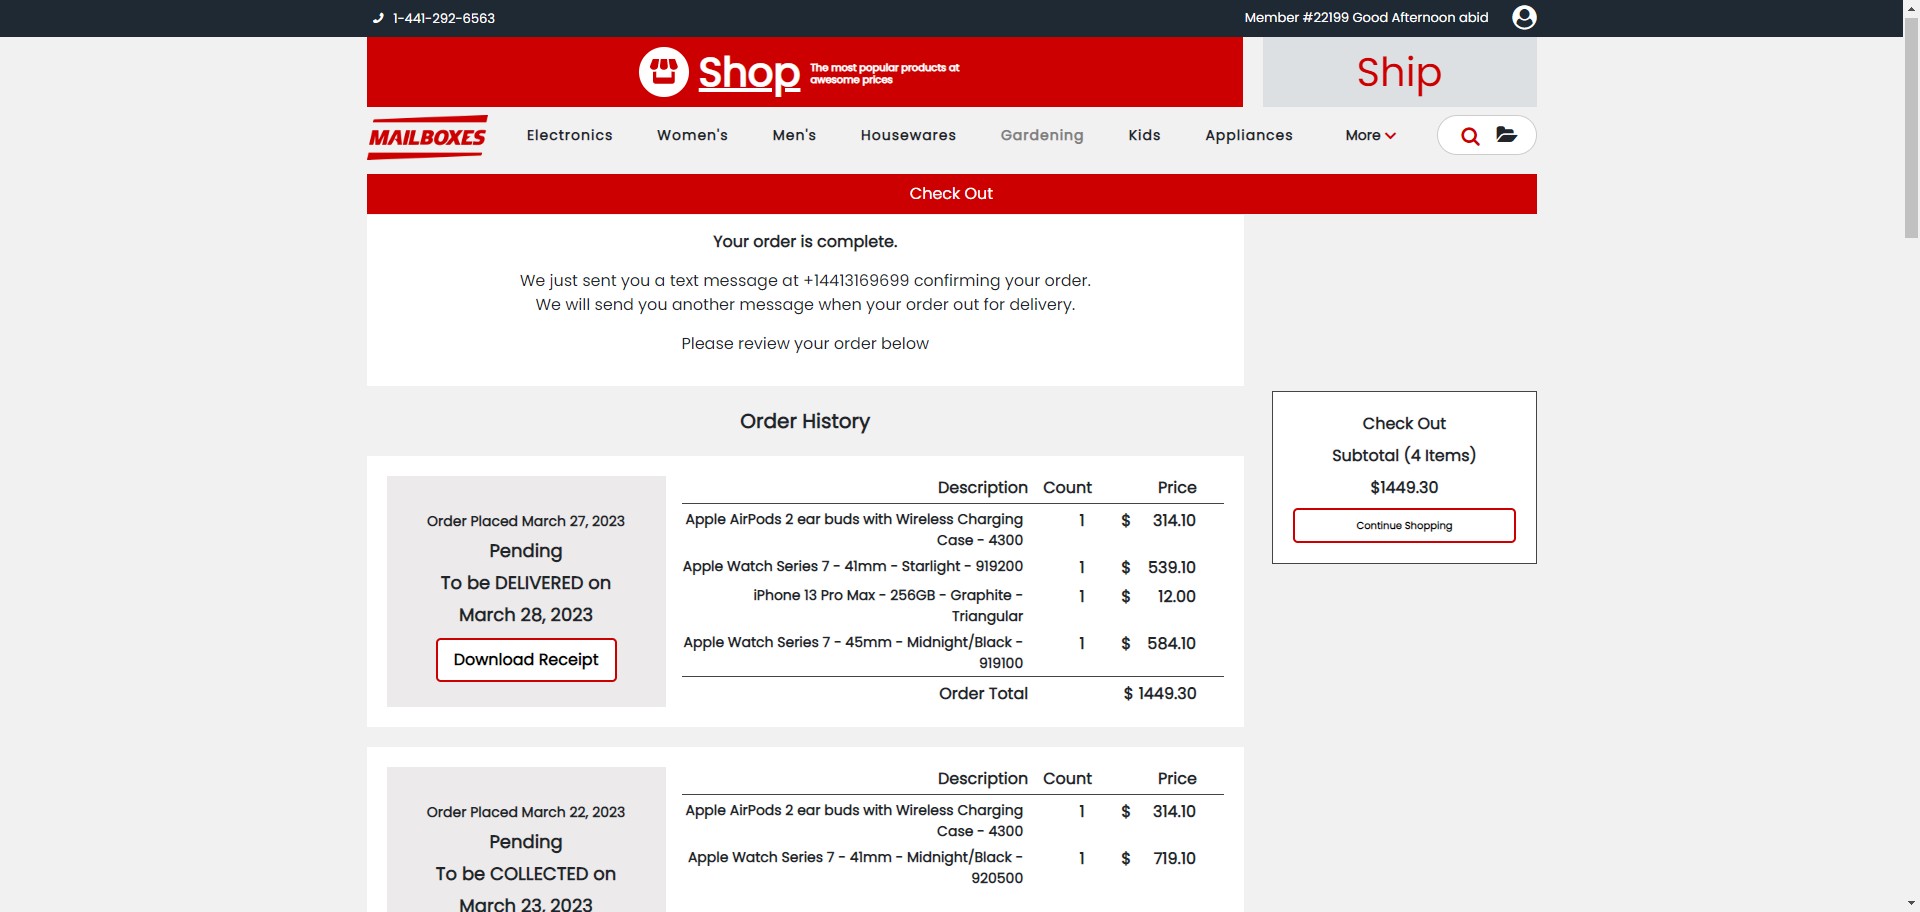 1-441-292-6563
Member #22199 Good Afternoon abid
Shop
The most popular products at
awesome prices
Ship
MAILBOXES
Electronics Women's Men's Housewares Gardening Kids Appliances More
Check Out
Your order is complete.
We just sent you a text message at +14413169699 confirming your order.
We will send you another message when your order out for delivery.
Please review your order below
Order History
Check Out
Subtotal (4 Items)
$1449.30
Continue Shopping
Order Placed March 27, 2023
Pending
To be DELIVERED on
March 28, 2023
Download Receipt
Description Count Price
Apple AirPods 2 ear buds with Wireless Charging 1 $ 314.10
Case - 4300
Apple Watch Series 7 - 41mm - Starlight - 919200 1 $ 539.10
iPhone 13 Pro Max - 256GB - Graphite - 1 $ 12.00
Triangular
Apple Watch Series 7 - 45mm - Midnight/Black - 1 $ 584.10
919100
Order Total $ 1449.30
Order Placed March 22, 2023
Pending
To be COLLECTED on
March 23, 2023
Description Count Price
Apple AirPods 2 ear buds with Wireless Charging 1 $ 314.10
Case - 4300
Apple Watch Series 7 - 41mm - Midnight/Black - 1 $ 719.10
920500